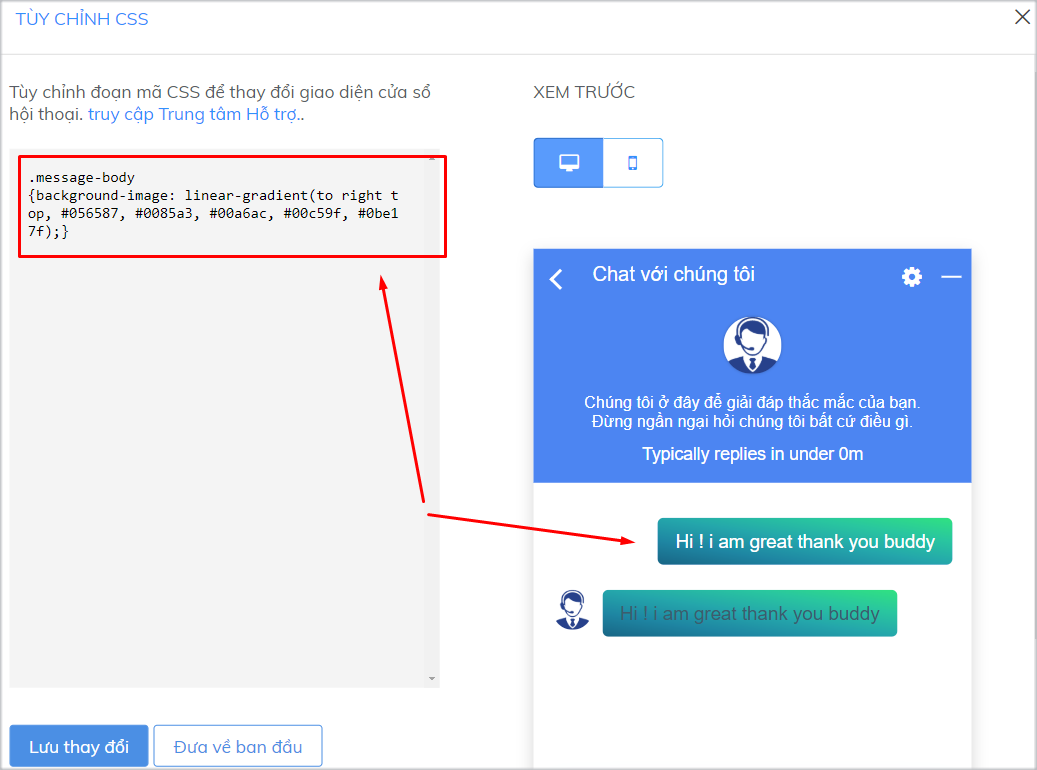 TÙY CHỈNH CSS
Tùy chỉnh đoạn mã CSS để thay đổi giao diện cửa sổ
hội thoại. truy cập Trung tâm Hỗ trợ..
.message-body
{background-image: linear-gradient(to right t
op, #056587, #0085a3, #00a6ac, #00c59f, #0be1
7f);}
Lưu thay đổi
Đưa về ban đầu
XEM TRƯỚC
Chat với chúng tôi
Chúng tôi ở đây để giải đáp thắc mắc của bạn.
Đừng ngần ngại hỏi chúng tôi bất cứ điều gì.
Typically replies in under 0m
Hi ! i am great thank you buddy
Hi ! i am great thank you buddy